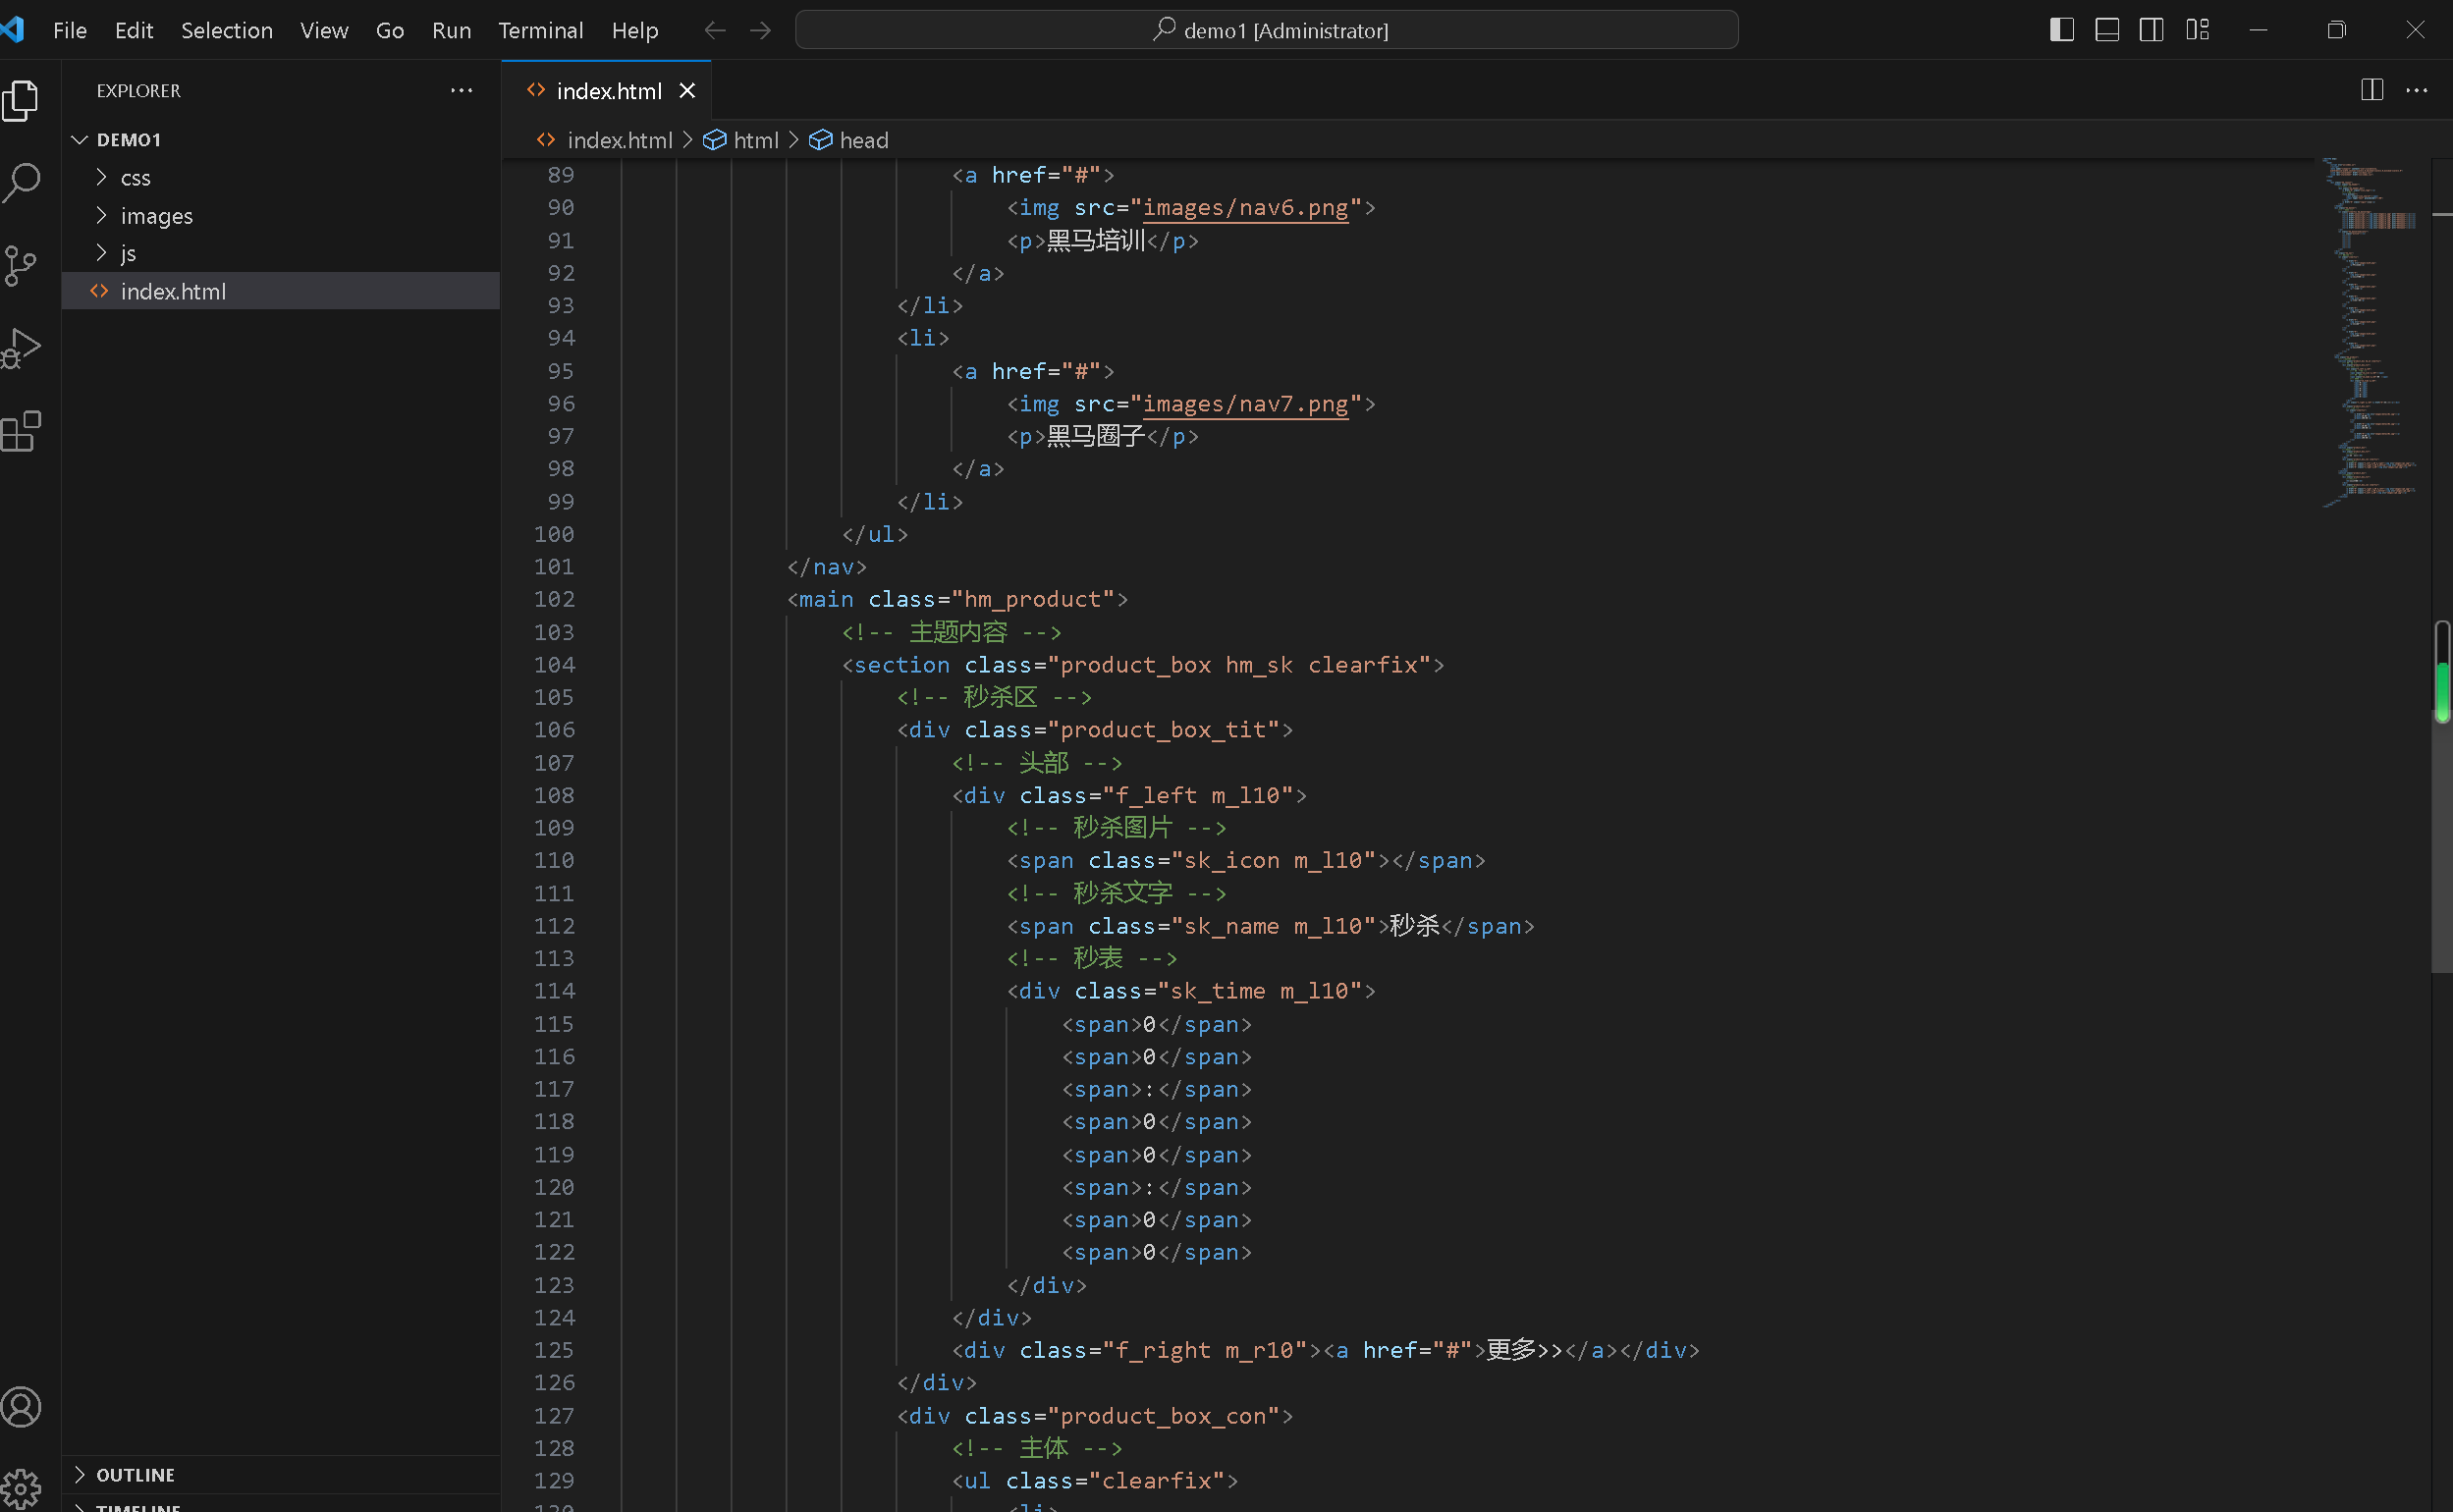 File Edit Selection View Go Run Terminal Help
demo1 [Administrator]
EXPLORER
DEMO1
css
images
js
index.html
OUTLINE
TIMELINE
index.html
index.html > html > head
89 <a href="#">
90 <img src="images/nav6.png">
91 <p>黑马培训</p>
92 </a>
93 </li>
94 <li>
95 <a href="#">
96 <img src="images/nav7.png">
97 <p>黑马圈子</p>
98 </a>
99 </li>
100 </ul>
101 </nav>
102 <main class="hm_product">
103 <!-- 主题内容 -->
104 <section class="product_box hm_sk clearfix">
105 <!-- 秒杀区 -->
106 <div class="product_box_tit">
107 <!-- 头部 -->
108 <div class="f_left m_l10">
109 <!-- 秒杀图片 -->
110 <span class="sk_icon m_l10"></span>
111 <!-- 秒杀文字 -->
112 <span class="sk_name m_l10">秒杀</span>
113 <!-- 秒表 -->
114 <div class="sk_time m_l10">
115 <span>0</span>
116 <span>0</span>
117 <span>:</span>
118 <span>0</span>
119 <span>0</span>
120 <span>:</span>
121 <span>0</span>
122 <span>0</span>
123 </div>
124 </div>
125 <div class="f_right m_r10"><a href="#">更多>></a></div>
126 </div>
127 <div class="product_box_con">
128 <!-- 主体 -->
129 <ul class="clearfix">
130 <li>